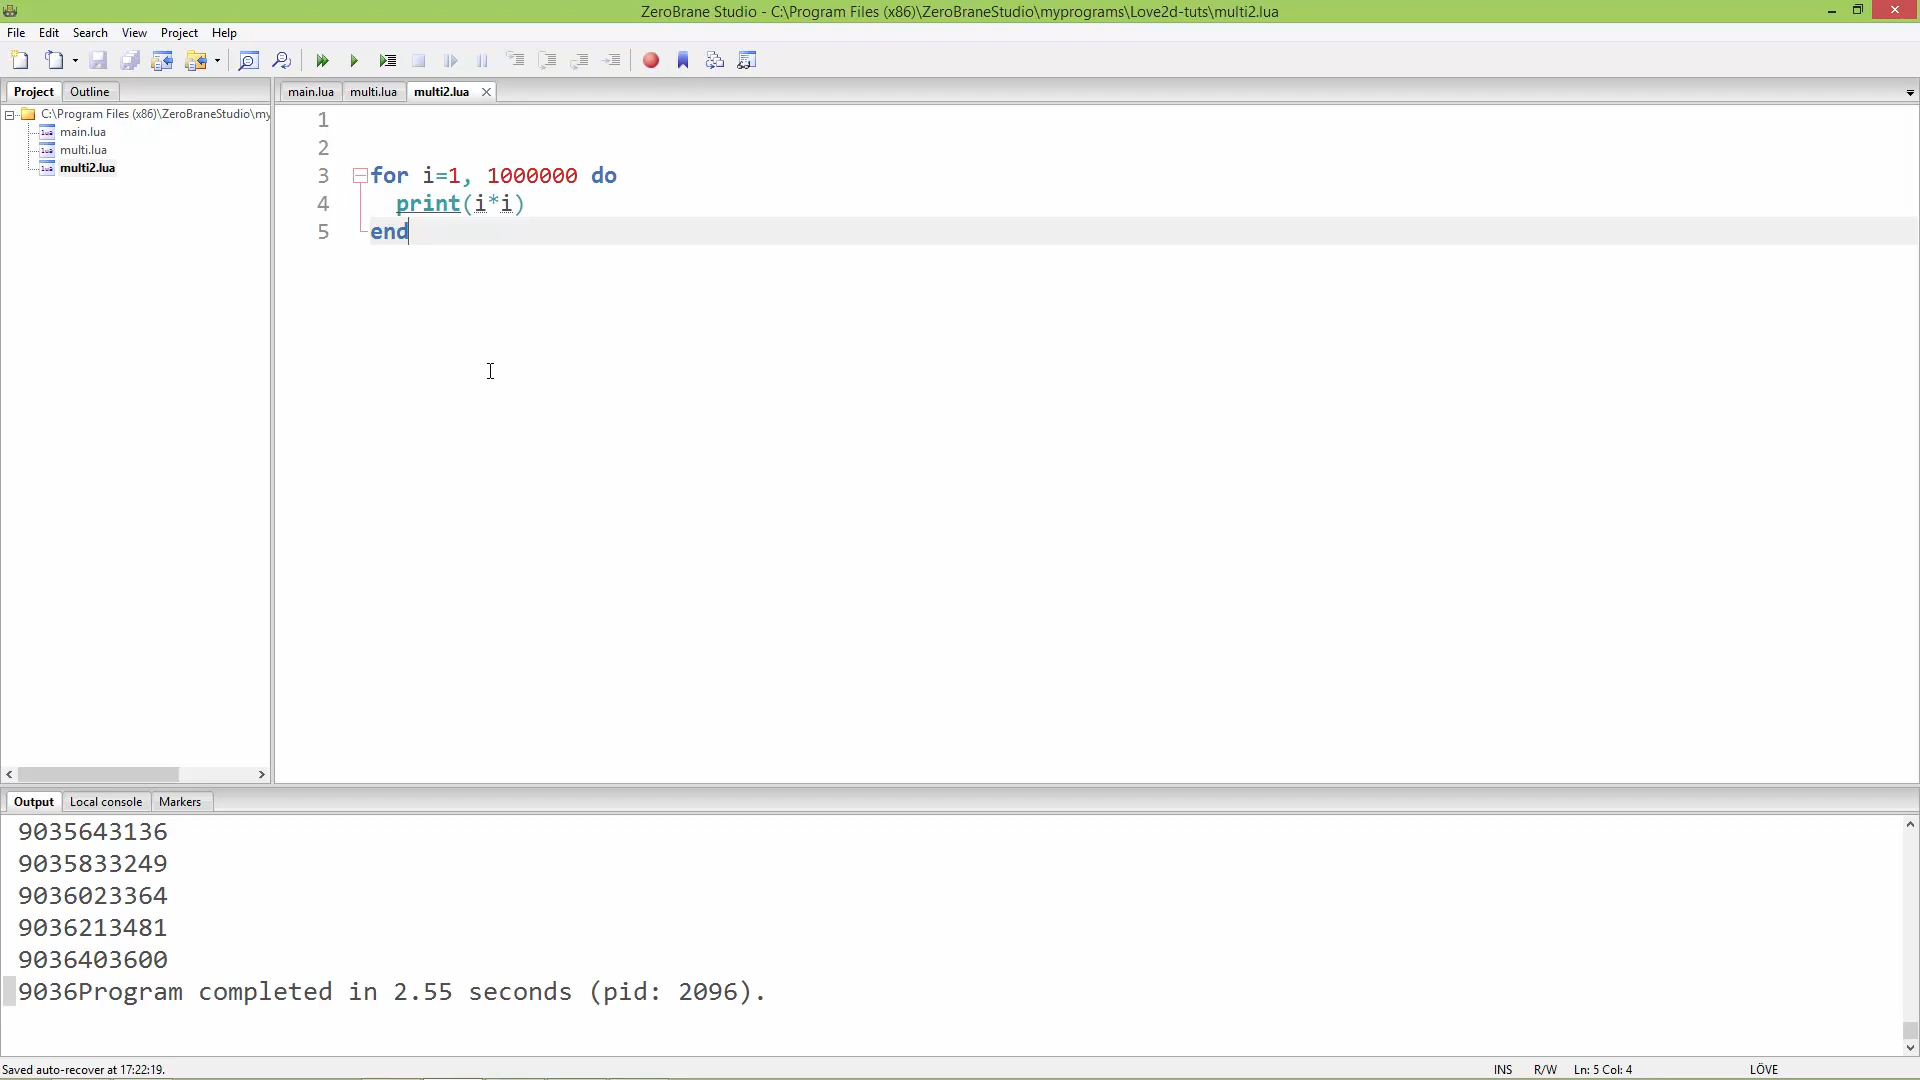 ZeroBrane Studio - C:\Program Files (x86)\ZeroBraneStudio\myprograms\Love2d-tuts\multi2.lua
File Edit Search View Project Help
Project Outline
main.lua multi.lua multi2.lua
C:\Program Files (x86)\ZeroBraneStudio\my
main.lua
multi.lua
multi2.lua
1
2
3 for i=1, 1000000 do
4 print(i*i)
5 end
Output Local console Markers
9035643136
9035833249
9036023364
9036213481
9036403600
9036Program completed in 2.55 seconds (pid: 2096).
Saved auto-recover at 17:22:19. INS R/W Ln: 5 Col: 4 LÖVE